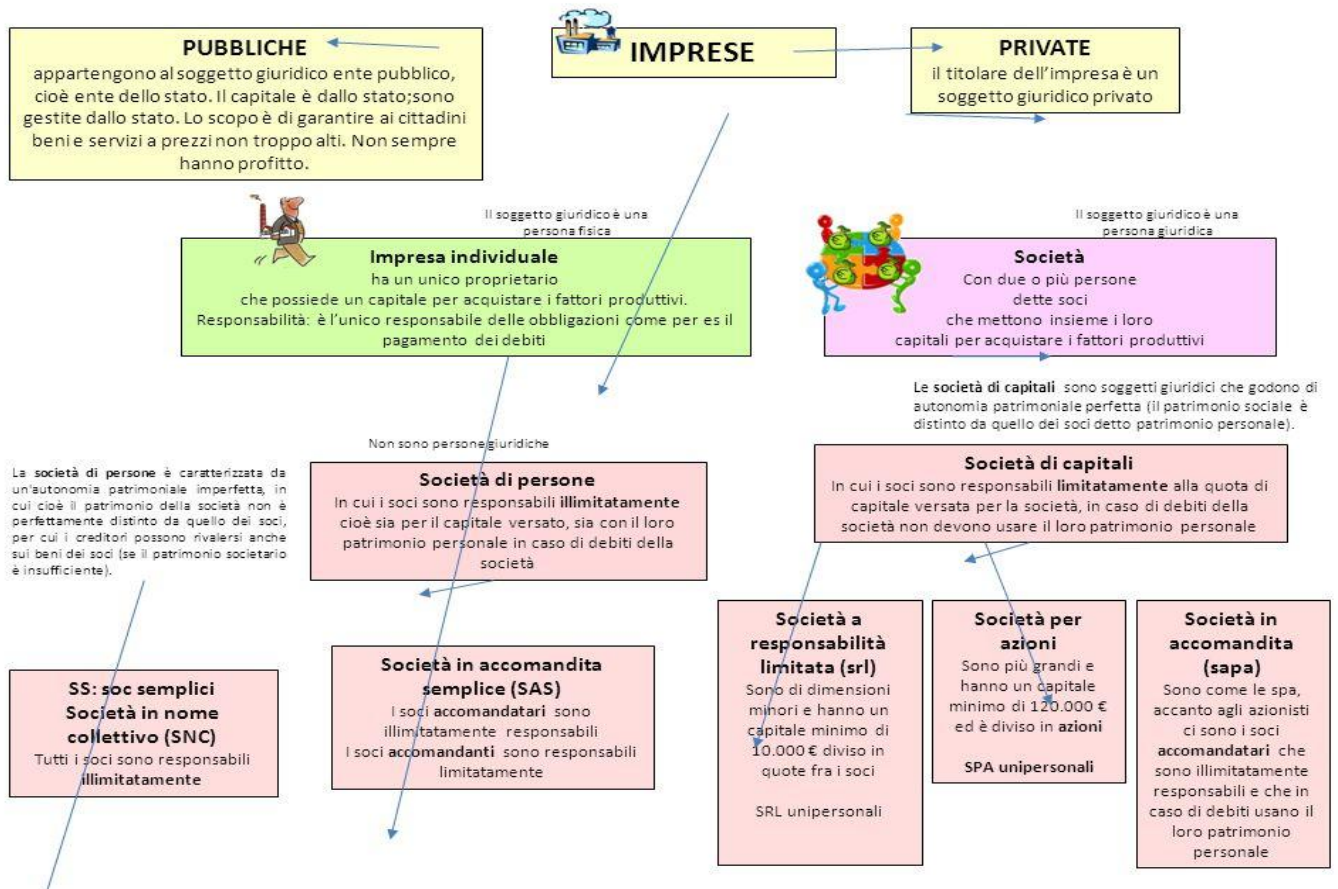 IMPRESE
PUBBLICHE
appartengono al soggetto giuridico ente pubblico,
cioè ente dello stato. Il capitale è dallo stato;sono
gestite dallo stato. Lo scopo è di garantire ai cittadini
beni e servizi a prezzi non troppo alti. Non sempre
hanno profitto.
PRIVATE
il titolare dell’impresa è un
soggetto giuridico privato
Il soggetto giuridico è una
persona fisica
Impresa individuale
ha un unico proprietario
che possiede un capitale per acquistare i fattori produttivi.
Responsabilità: è l’unico responsabile delle obbligazioni come per es il
pagamento dei debiti
Il soggetto giuridico è una
persona giuridica
Società
Con due o più persone
dette soci
che mettono insieme i loro
capitali per acquistare i fattori produttivi
La società di persone è caratterizzata da
un'autonomia patrimoniale imperfetta, in
cui cioè il patrimonio della società non è
perfettamente distinto da quello dei soci,
per cui i creditori possono rivalersi anche
sui beni dei soci (se il patrimonio societario
è insufficiente).
Non sono persone giuridiche
Società di persone
In cui i soci sono responsabili illimitatamente
cioè sia per il capitale versato, sia con il loro
patrimonio personale in caso di debiti della
società
Le società di capitali sono soggetti giuridici che godono di
autonomia patrimoniale perfetta (il patrimonio sociale è
distinto da quello dei soci detto patrimonio personale).
Società di capitali
In cui i soci sono responsabili limitatamente alla quota di
capitale versata per la società, in caso di debiti della
società non devono usare il loro patrimonio personale
SS: soc semplici
Società in nome
collettivo (SNC)
Tutti i soci sono responsabili
illimitatamente
Società in accomandita
semplice (SAS)
I soci accomandatari sono
illimitatamente responsabili
I soci accomandanti sono responsabili
limitatamente
Società a
responsabilità
limitata (srl)
Sono di dimensioni
minori e hanno un
capitale minimo di
10.000 € diviso in
quote fra i soci
SRL unipersonali
Società per
azioni
Sono più grandi e
hanno un capitale
minimo di 120.000 €
ed è diviso in azioni
SPA unipersonali
Società in
accomandita
(sapa)
Sono come le spa,
accanto agli azionisti
ci sono i soci
accomandatari che
sono illimitatamente
responsabili e che in
caso di debiti usano il
loro patrimonio
personale